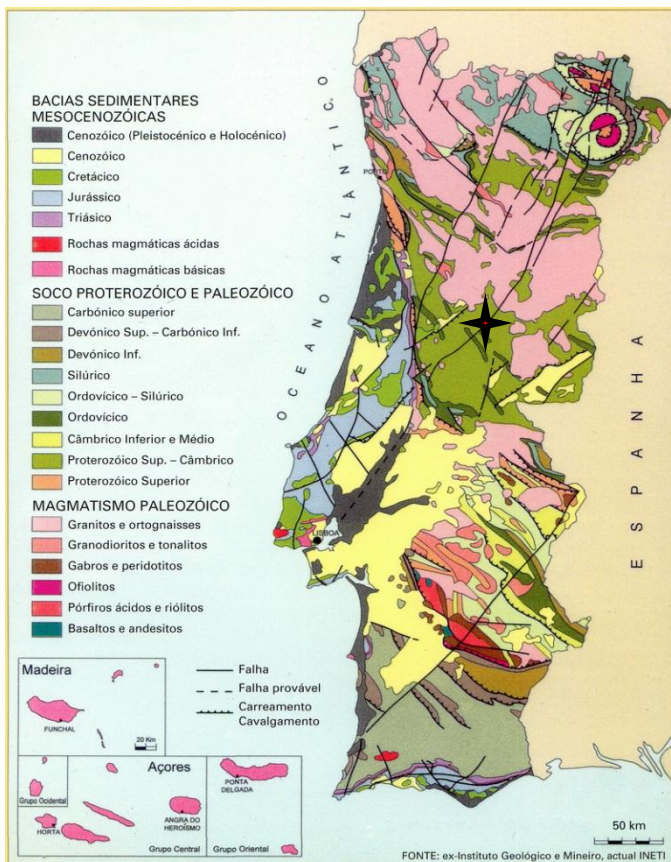 BACIAS SEDIMENTARES
MESOCENOZÓICAS
Cenozóico (Pleistocénico e Holocénico)
Cenozóico
Cretácico
Jurássico
Triásico
Rochas magmáticas ácidas
Rochas magmáticas básicas
SOCO PROTEROZÓICO E PALEOZÓICO
Carbónico superior
Devónico Sup. – Carbónico Inf.
Devónico Inf.
Silúrico
Ordovícico – Silúrico
Ordovícico
Câmbrico Inferior e Médio
Proterozóico Sup. – Câmbrico
Proterozóico Superior
MAGMATISMO PALEOZÓICO
Granitos e ortognaisses
Granodioritos e tonalitos
Gabros e peridotitos
Ofiolitos
Pórfiros ácidos e riólitos
Basaltos e andesitos
Falha
Falha provável
Carreamento
Cavalgamento
OCEANO ATLÂNTICO
PORTO
LISBOA
ESPANHA
Madeira
FUNCHAL
20 Km
Açores
Grupo Ocidental
HORTA
ANGRA DO
HEROÍSMO
Grupo Central
PONTA
DELGADA
Grupo Oriental
50 km
FONTE: ex-Instituto Geológico e Mineiro, actual INETI